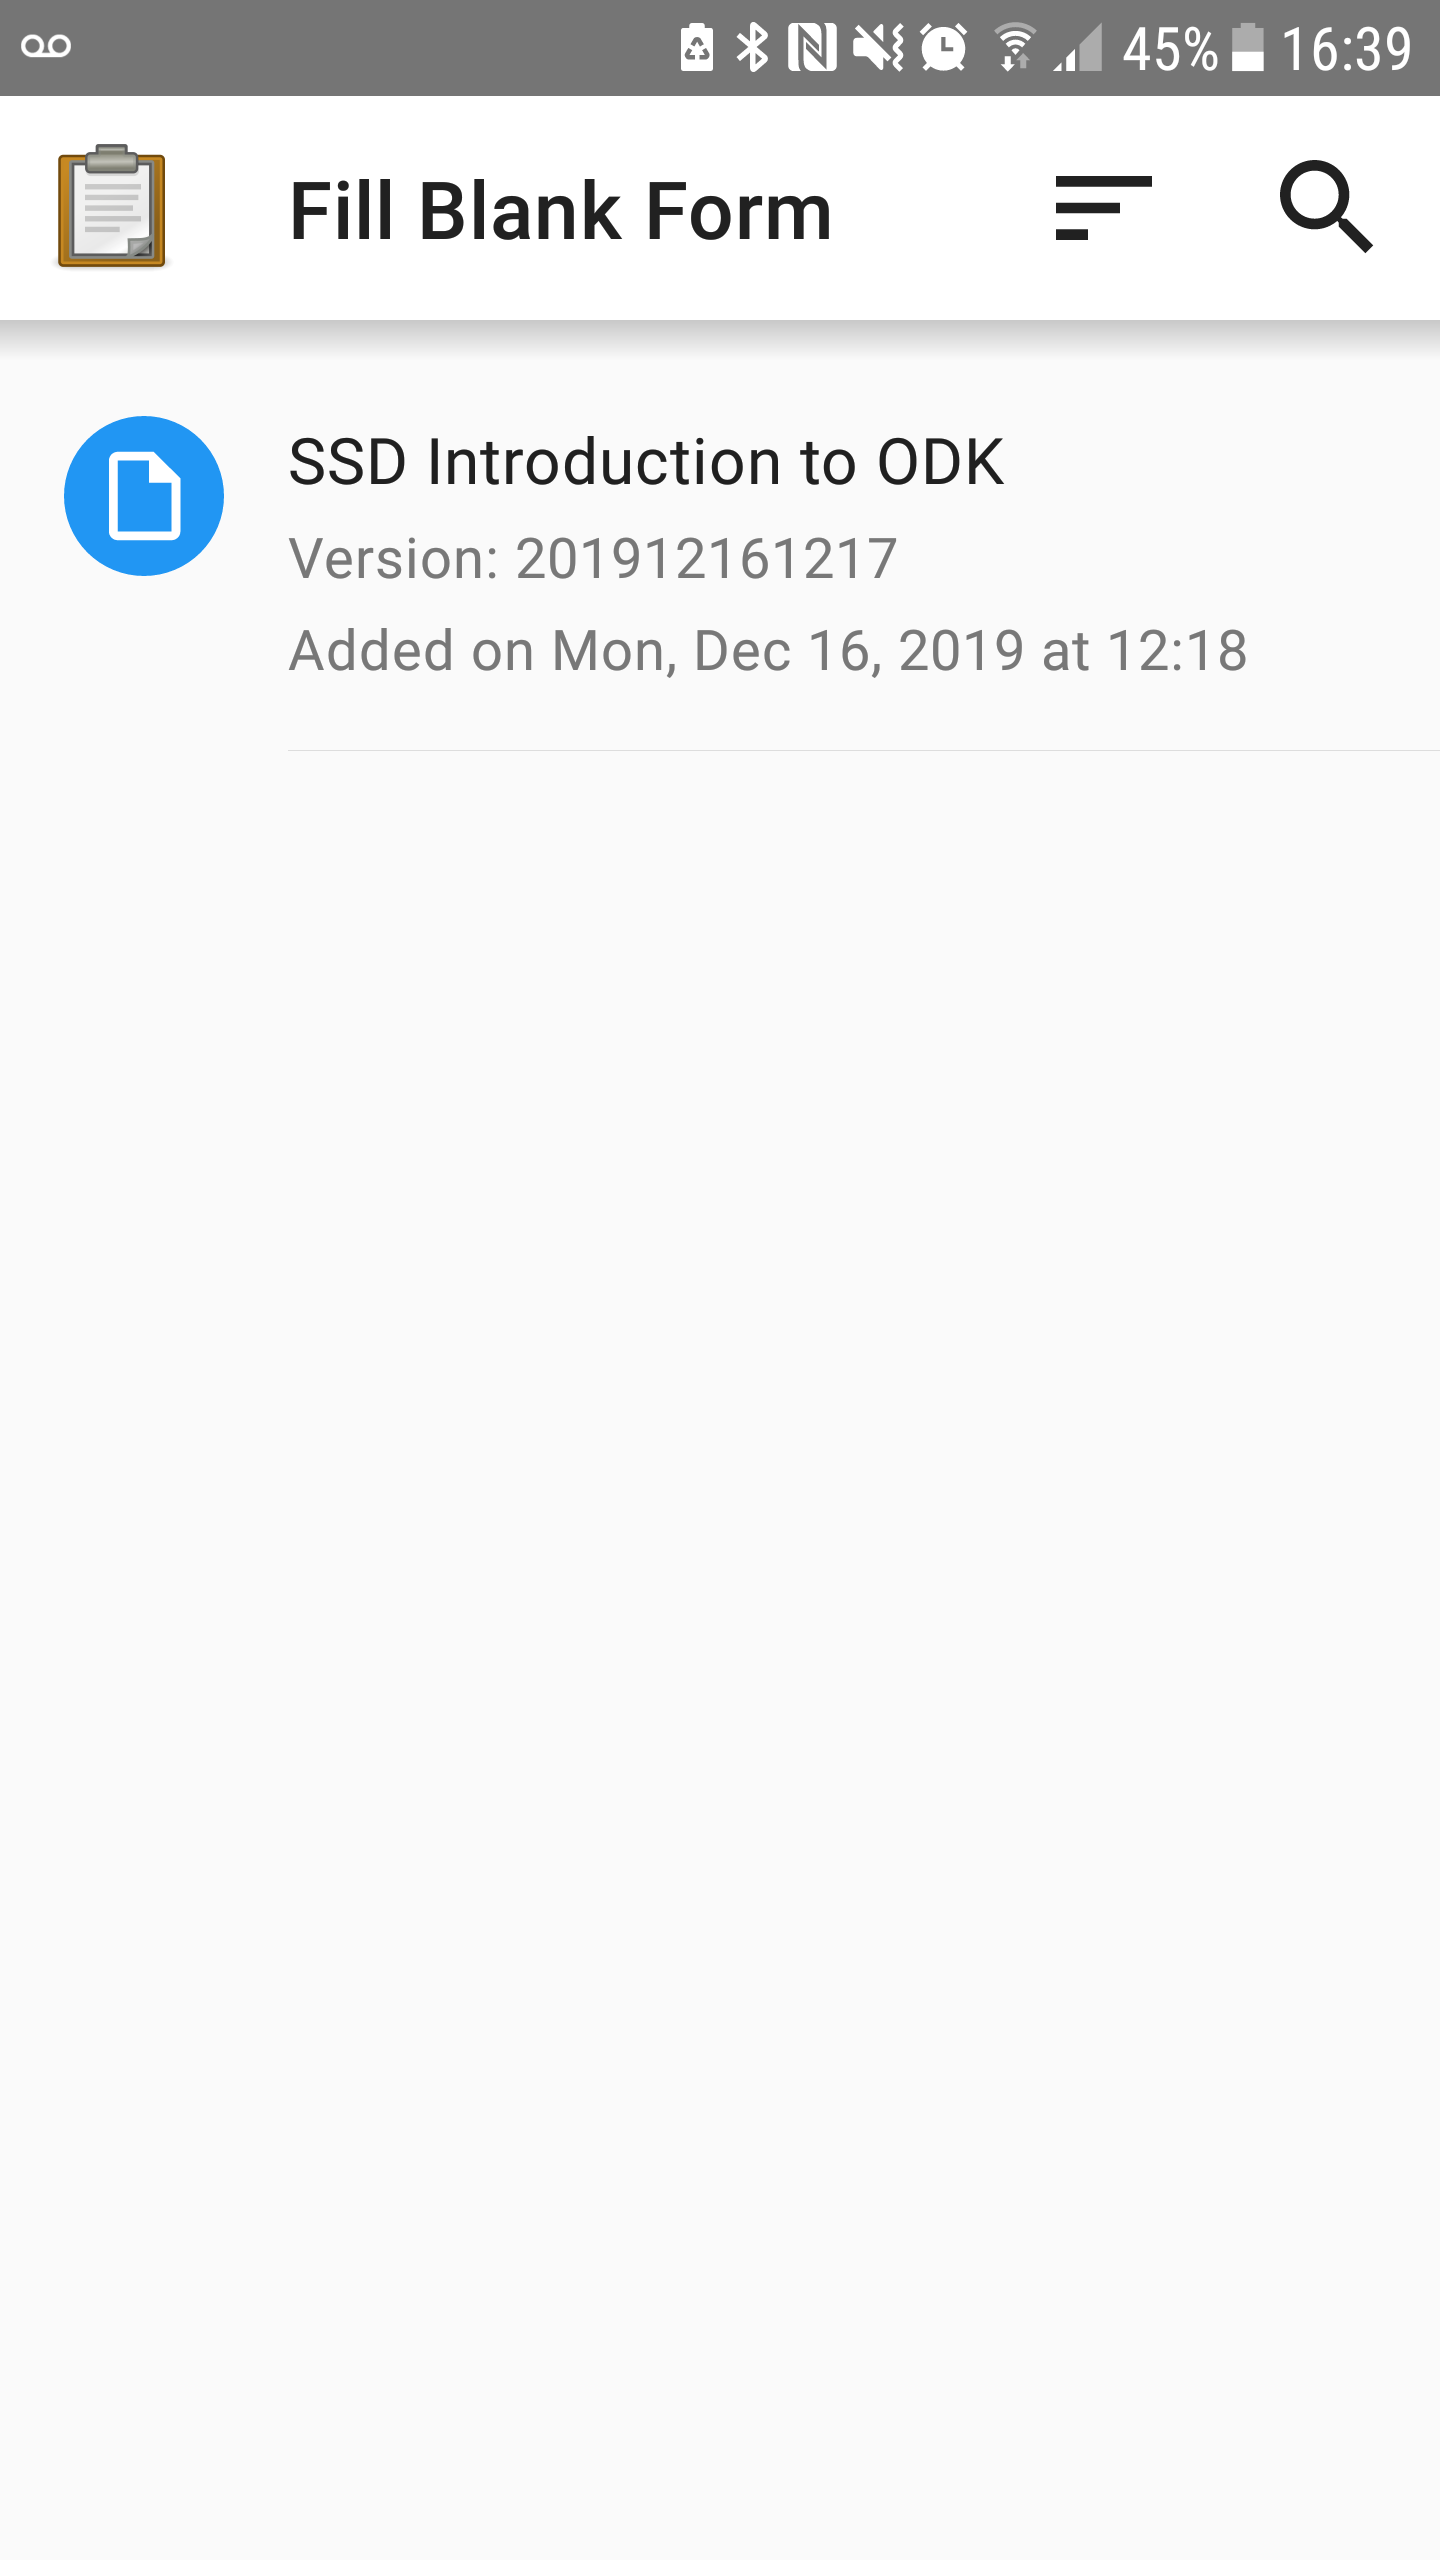 45% 16:39
Fill Blank Form
SSD Introduction to ODK
Version: 201912161217
Added on Mon, Dec 16, 2019 at 12:18